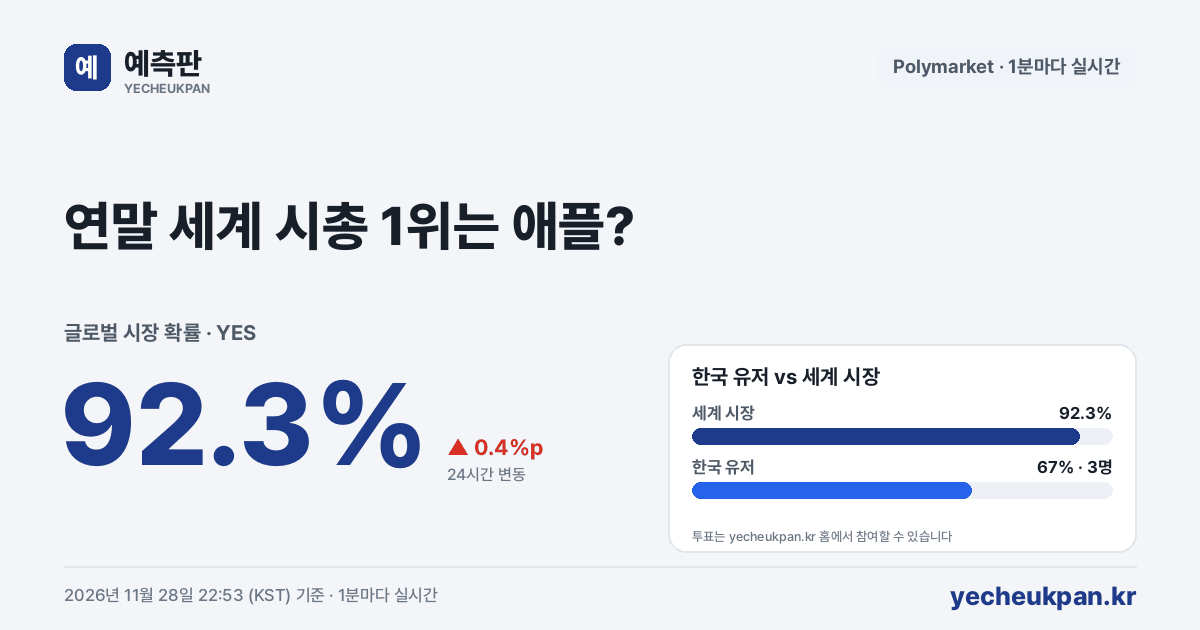 예
예측판
YECHEUKPAN
Polymarket · 1분마다 실시간
연말 세계 시총 1위는 애플?
글로벌 시장 확률 · YES
92.3%
▲ 0.4%p
24시간 변동
한국 유저 vs 세계 시장
세계 시장 92.3%
한국 유저 67% · 3명
투표는 yecheukpan.kr 홈에서 참여할 수 있습니다
2026년 11월 28일 22:53 (KST) 기준 · 1분마다 실시간
yecheukpan.kr